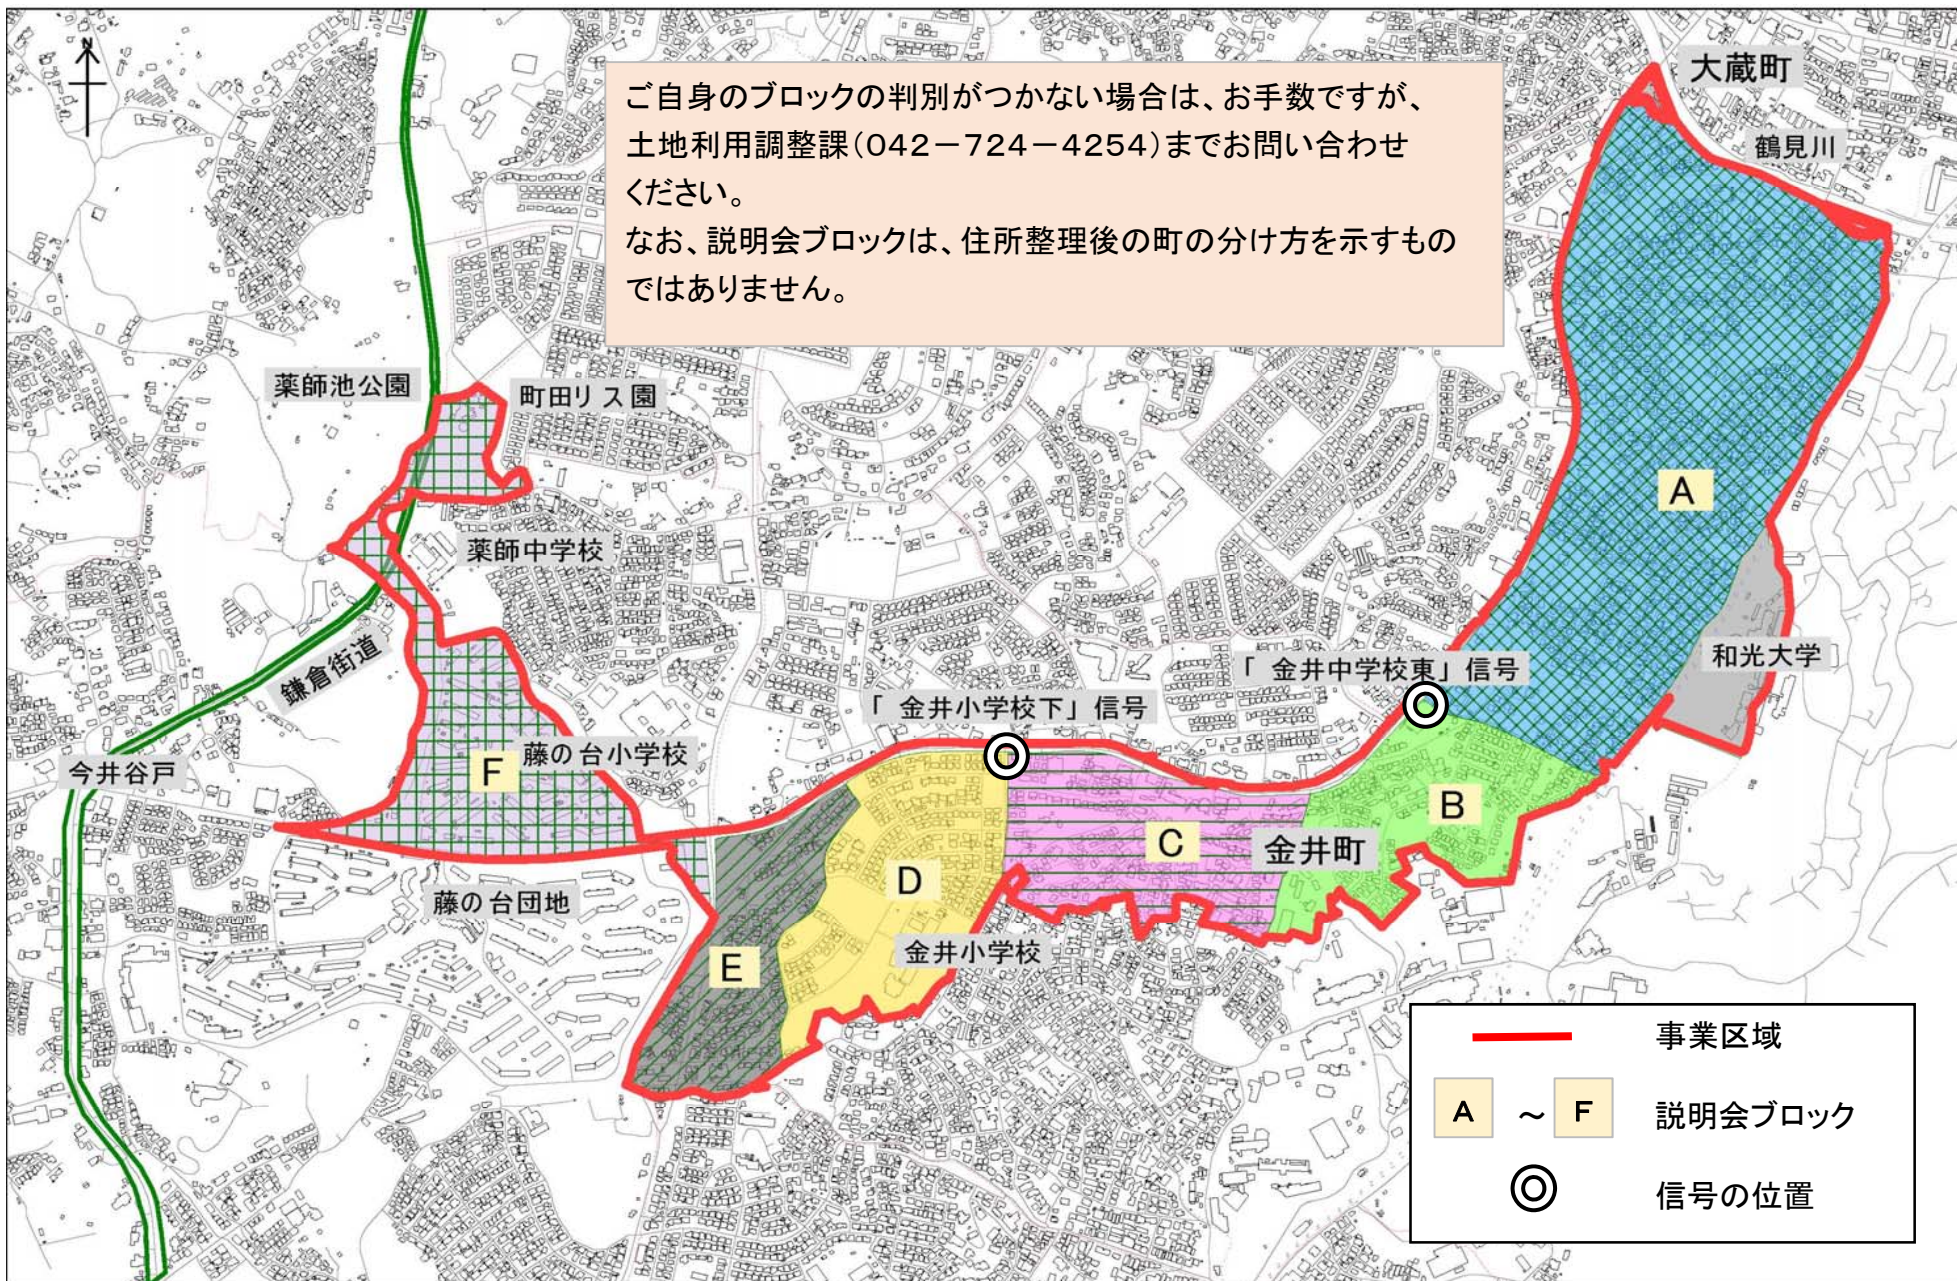 N
大蔵町
ご自身のブロックの判別がつかない場合は、お手数ですが、
土地利用調整課(042-724-4254)までお問い合わせ
ください。
なお、説明会ブロックは、住所整理後の町の分け方を示すもの
ではありません。
鶴見川
薬師池公園
町田リス園
A
薬師中学校
和光大学
「 金井中学校東」信号
鎌倉街道
「 金井小学校下」信号
藤の台小学校
今井谷戸
F
B
C
金井町
D
藤の台団地
金井小学校
E
事業区域
A ~ F 説明会ブロック
信号の位置